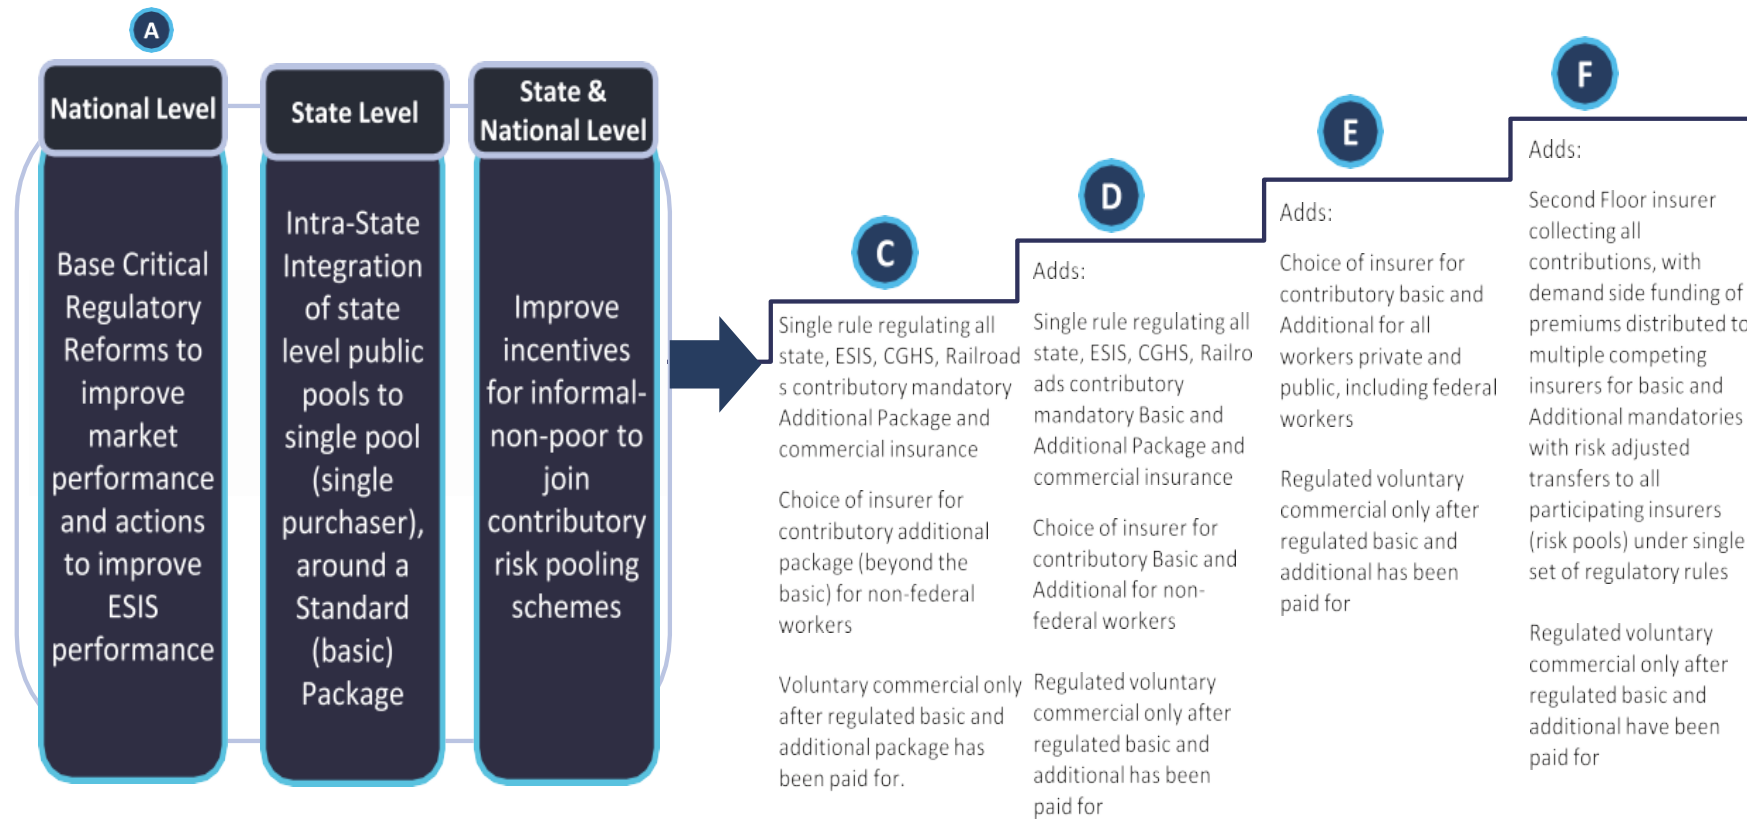 A
National Level
Base Critical
Regulatory
Reforms to
improve
market
performance
and actions
to improve
ESIS
performance
State Level
Intra-State
Integration
of state
level public
pools to
single pool
(single
purchaser),
around a
Standard
(basic)
Package
State &
National Level
Improve
incentives
for informal-
non-poor to
join
contributory
risk pooling
schemes
C
Single rule regulating all
state, ESIS, CGHS, Railroad
s contributory mandatory
Additional Package and
commercial insurance
Choice of insurer for
contributory additional
package (beyond the
basic) for non-federal
workers
Voluntary commercial only
after regulated basic and
additional package has
been paid for.
D
Adds:
Single rule regulating all
state, ESIS, CGHS, Railro
ads contributory
mandatory Basic and
Additional Package and
commercial insurance
Choice of insurer for
contributory Basic and
Additional for non-
federal workers
Regulated voluntary
commercial only after
regulated basic and
additional has been
paid for
E
Adds:
Choice of insurer for
contributory basic and
Additional for all
workers private and
public, including federal
workers
Regulated voluntary
commercial only after
regulated basic and
additional has been
paid for
F
Adds:
Second Floor insurer
collecting all
contributions, with
demand side funding of
premiums distributed to
multiple competing
insurers for basic and
Additional mandatories
with risk adjusted
transfers to all
participating insurers
(risk pools) under single
set of regulatory rules
Regulated voluntary
commercial only after
regulated basic and
additional have been
paid for